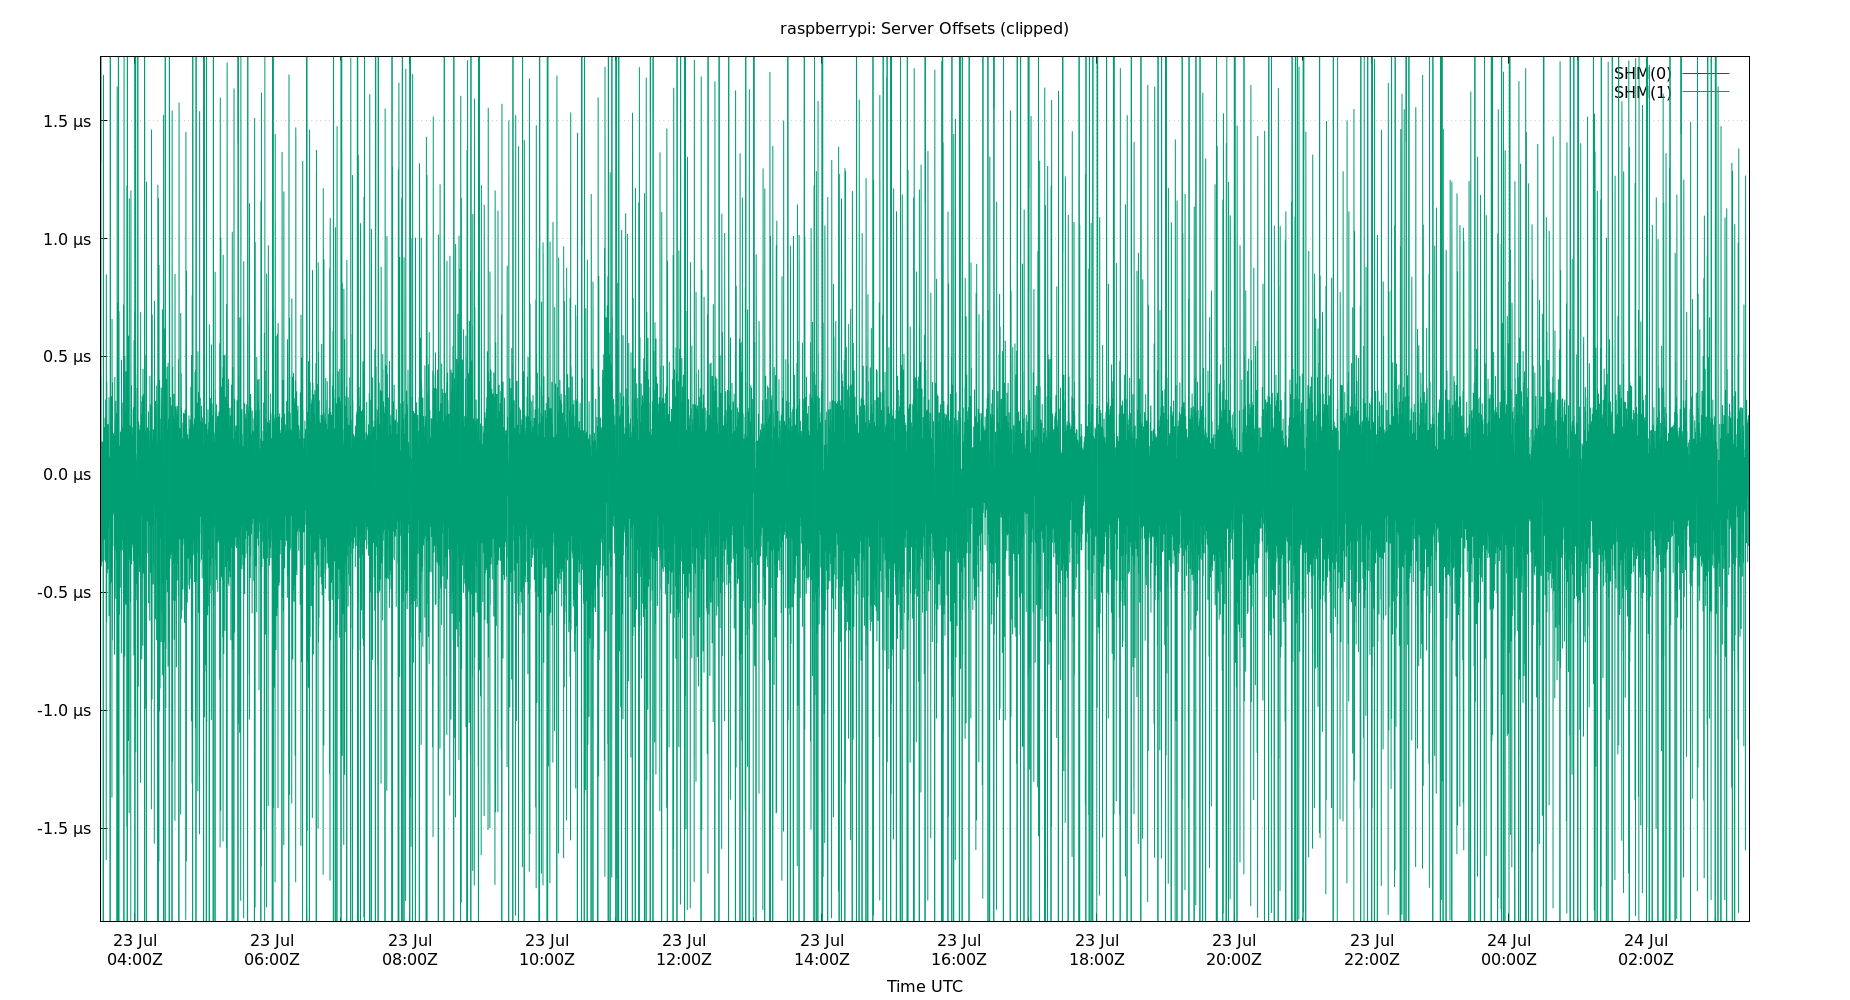 raspberrypi: Server Offsets (clipped)
SHM(0)
SHM(1)
1.5 µs
1.0 µs
0.5 µs
0.0 µs
-0.5 µs
-1.0 µs
-1.5 µs
23 Jul 23 Jul 23 Jul 23 Jul 23 Jul 23 Jul 23 Jul 23 Jul 23 Jul 23 Jul 24 Jul 24 Jul
04:00Z 06:00Z 08:00Z 10:00Z 12:00Z 14:00Z 16:00Z 18:00Z 20:00Z 22:00Z 00:00Z 02:00Z
Time UTC